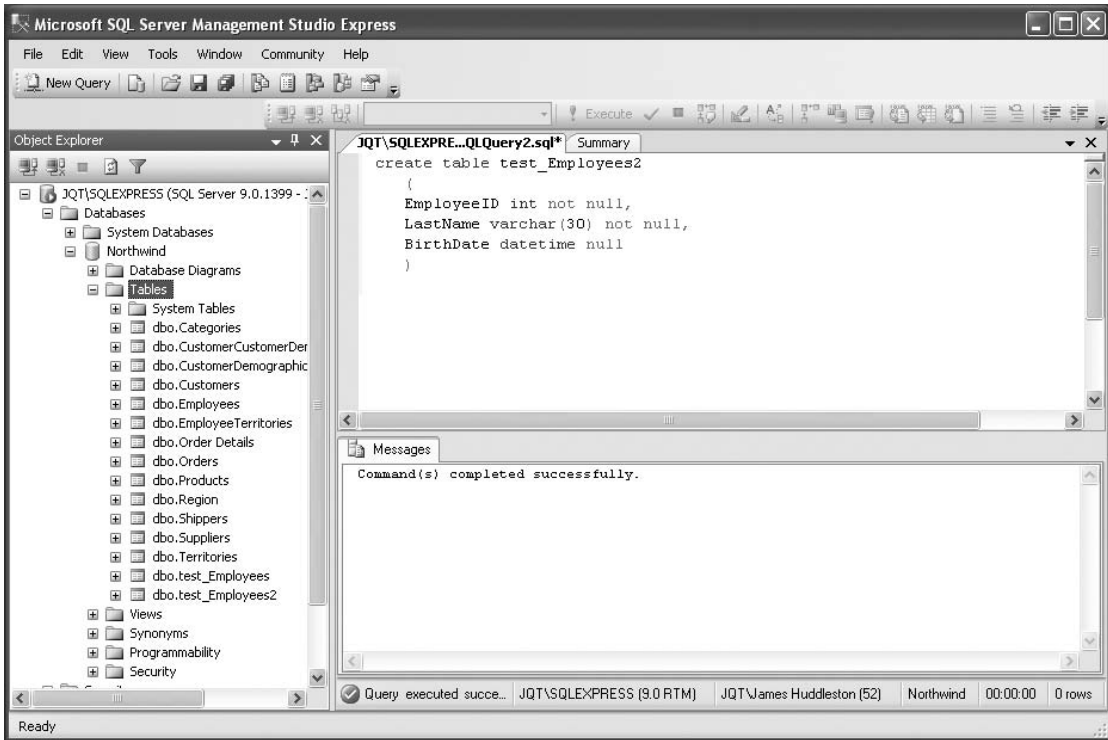 Microsoft SQL Server Management Studio Express
File Edit View Tools Window Community Help
New Query
Execute
Object Explorer
JQT\SQLEXPRE...QLQuery2.sql* Summary
JQT\SQLEXPRESS (SQL Server 9.0.1399 - J
Databases
System Databases
Northwind
Database Diagrams
Tables
System Tables
dbo.Categories
dbo.CustomerCustomerDer
dbo.CustomerDemographic
dbo.Customers
dbo.Employees
dbo.EmployeeTerritories
dbo.Order Details
dbo.Orders
dbo.Products
dbo.Region
dbo.Shippers
dbo.Suppliers
dbo.Territories
dbo.test_Employees
dbo.test_Employees2
Views
Synonyms
Programmability
Security
create table test_Employees2
(
EmployeeID int not null,
LastName varchar(30) not null,
BirthDate datetime null
)
Messages
Command(s) completed successfully.
Query executed succe... JQT\SQLEXPRESS (9.0 RTM) JQT\James Huddleston (52) Northwind 00:00:00 0 rows
Ready